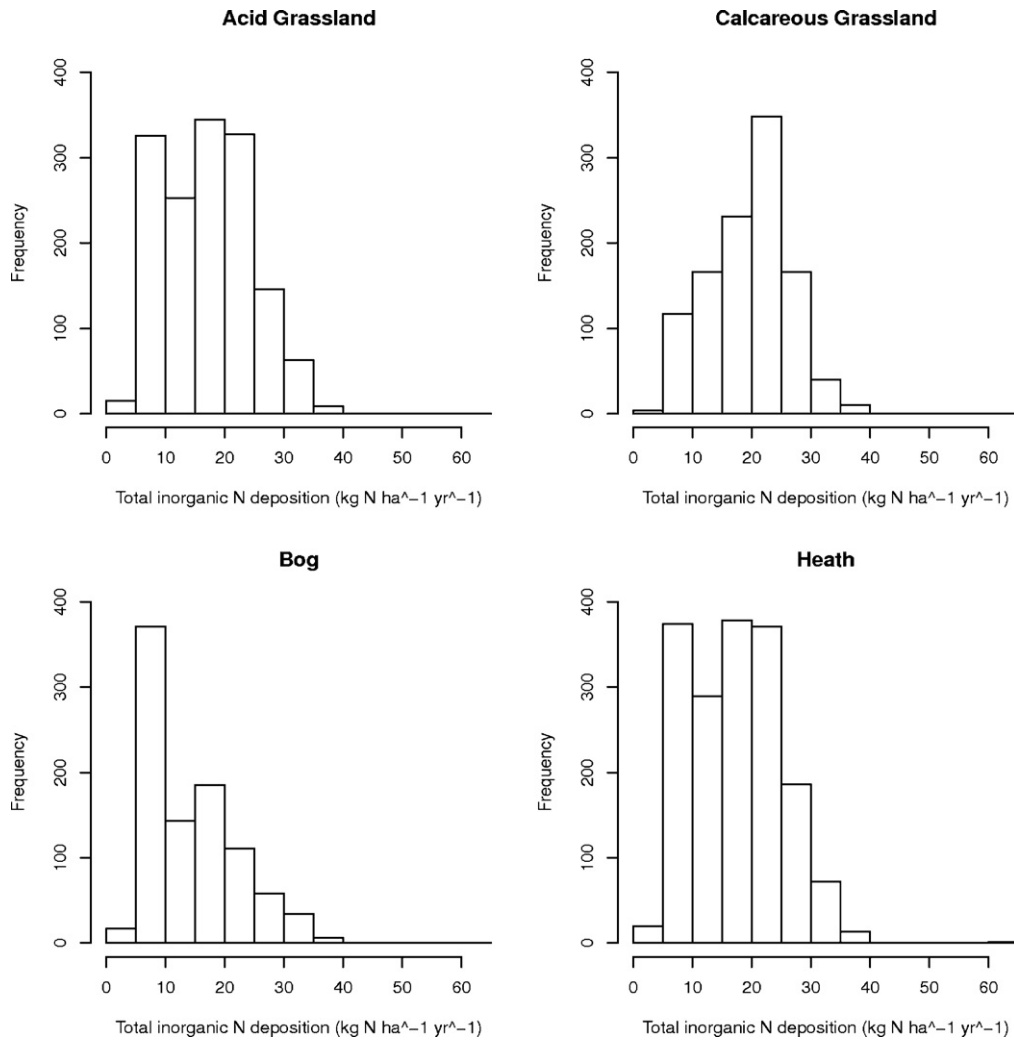 Acid Grassland
Frequency
0 100 200 300 400
0 10 20 30 40 50 60
Total inorganic N deposition (kg N ha^−1 yr^−1)
Calcareous Grassland
Frequency
0 100 200 300 400
0 10 20 30 40 50 60
Total inorganic N deposition (kg N ha^−1 yr^−1)
Bog
Frequency
0 100 200 300 400
0 10 20 30 40 50 60
Total inorganic N deposition (kg N ha^−1 yr^−1)
Heath
Frequency
0 100 200 300 400
0 10 20 30 40 50 60
Total inorganic N deposition (kg N ha^−1 yr^−1)